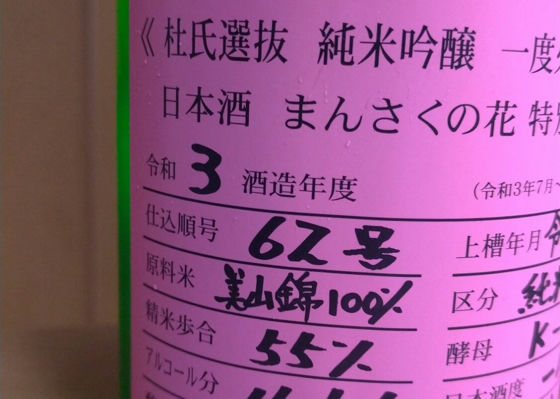 《杜氏選抜 純米吟醸 一度
日本酒 まんさくの花 特別
令和 3 酒造年度 (令和3年7月~
仕込順号 62号 上槽年月
原料米 美山錦100% 区分 純
精米歩合 55% 酵母 K-
アルコール分 日本酒度